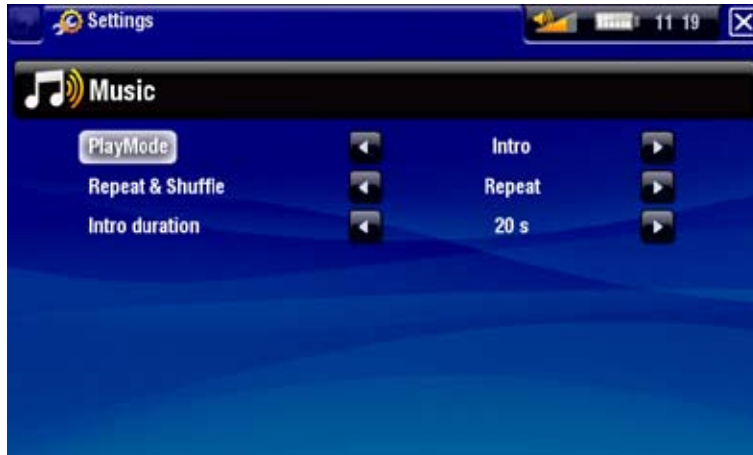 Settings 11 19
Music
PlayMode Intro
Repeat & Shuffle Repeat
Intro duration 20 s